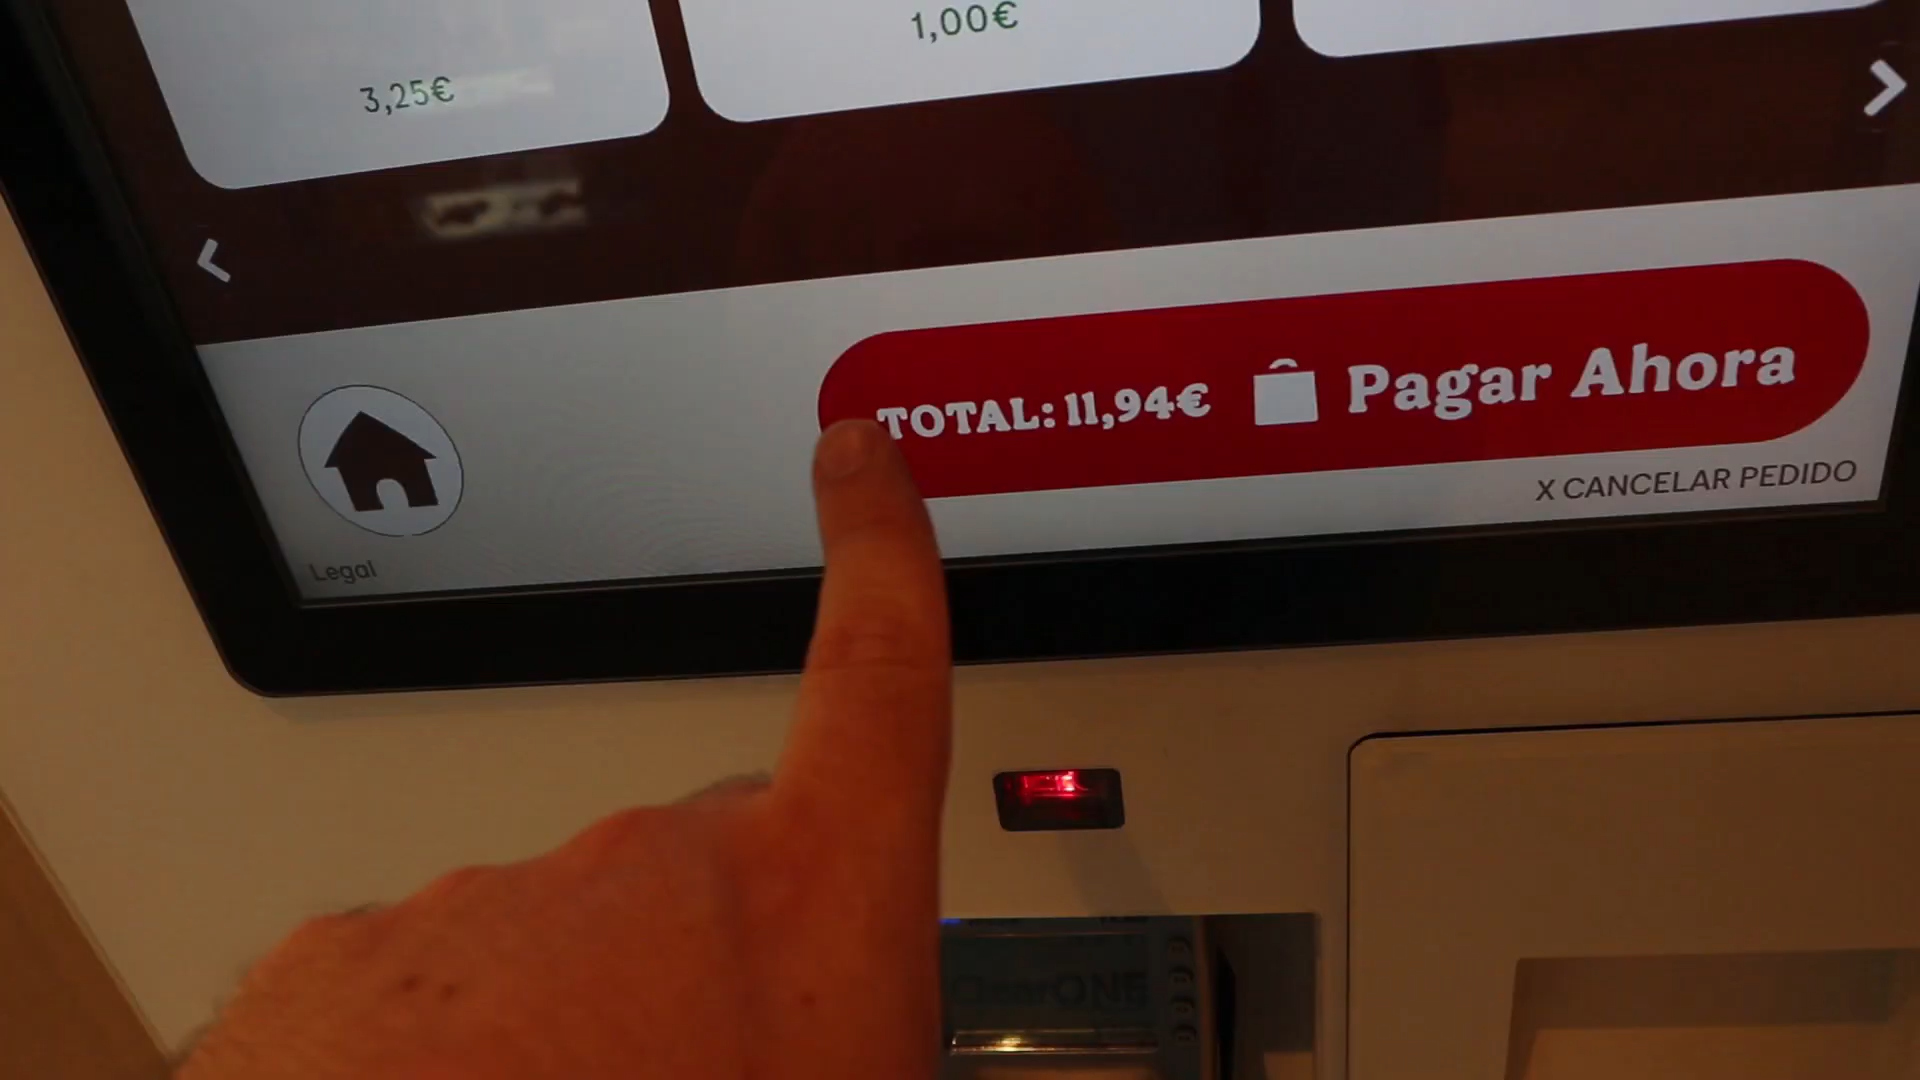 1,00€
3,25€
TOTAL: 11,94€
Pagar Ahora
X CANCELAR PEDIDO
Legal